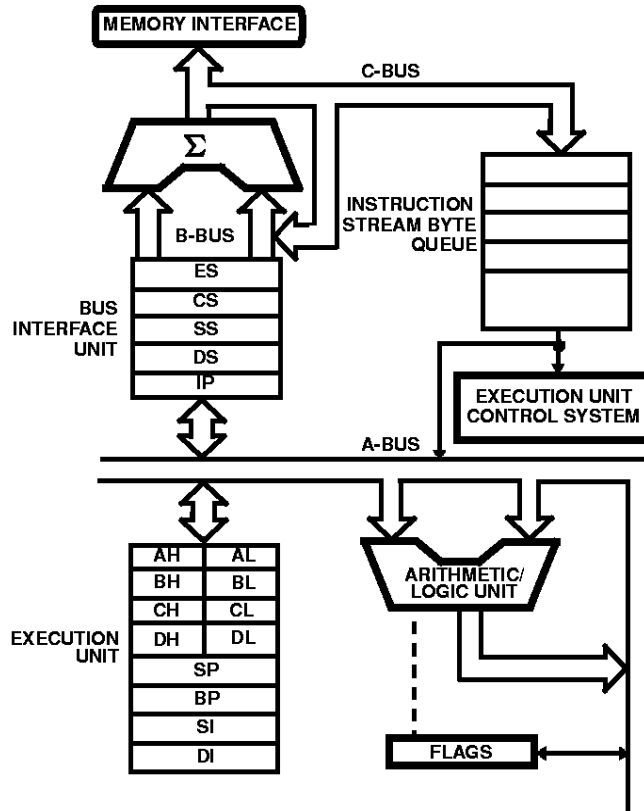 MEMORY INTERFACE
C-BUS
Σ
B-BUS
INSTRUCTION
STREAM BYTE
QUEUE
ES
CS
SS
DS
IP
BUS
INTERFACE
UNIT
EXECUTION UNIT
CONTROL SYSTEM
A-BUS
AH AL
BH BL
CH CL
DH DL
SP
BP
SI
DI
EXECUTION
UNIT
ARITHMETIC/
LOGIC UNIT
FLAGS